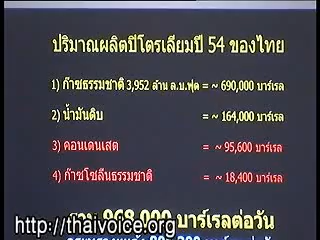 ปริมาณผลิตปิโตรเลียมปี 54 ของไทย
1) ก๊าซธรรมชาติ 3,952 ล้าน ล.บ.ฟุต = ~ 690,000 บาร์เรล
2) น้ำมันดิบ = ~ 164,000 บาร์เรล
3) คอนเดนเสต = ~ 95,600 บาร์เรล
4) ก๊าซโซลีนธรรมชาติ = ~ 18,400 บาร์เรล
968,000 บาร์เรลต่อวัน
http://thaivoice.org